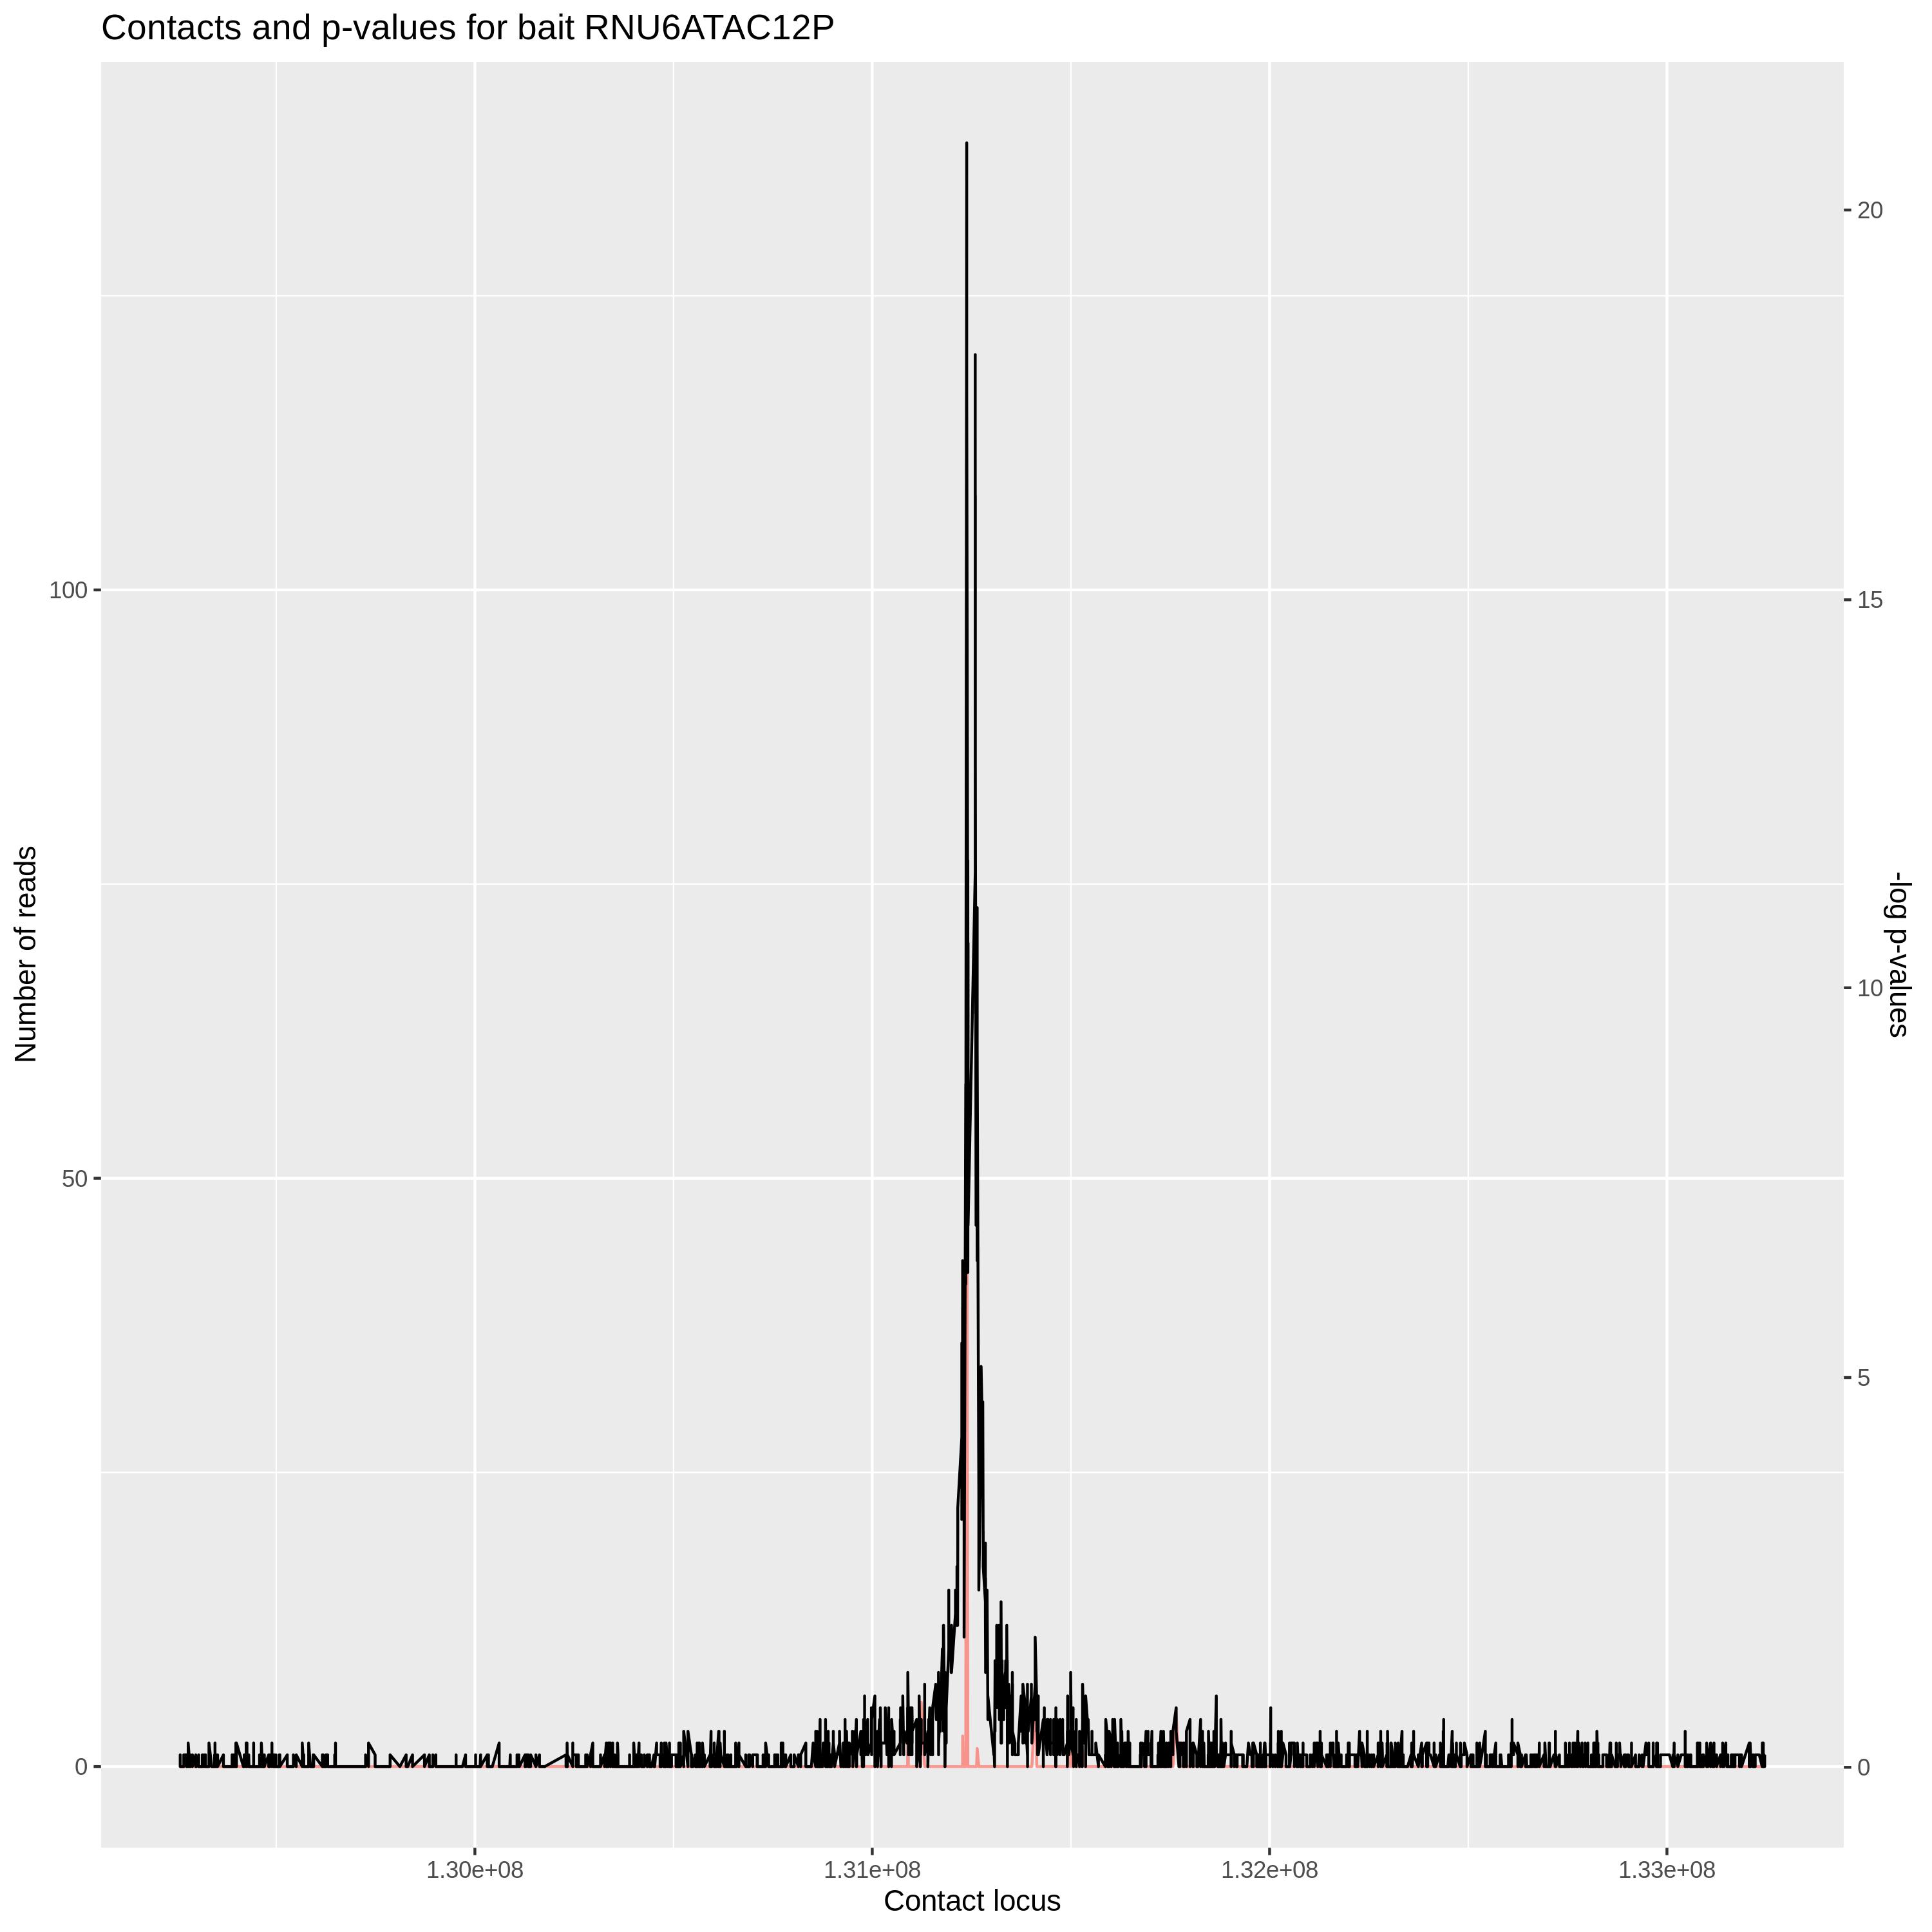 Contacts and p-values for bait RNU6ATAC12P
Number of reads
100
50
0
20
15
10
5
0
-log p-values
1.30e+08
1.31e+08
1.32e+08
1.33e+08
Contact locus